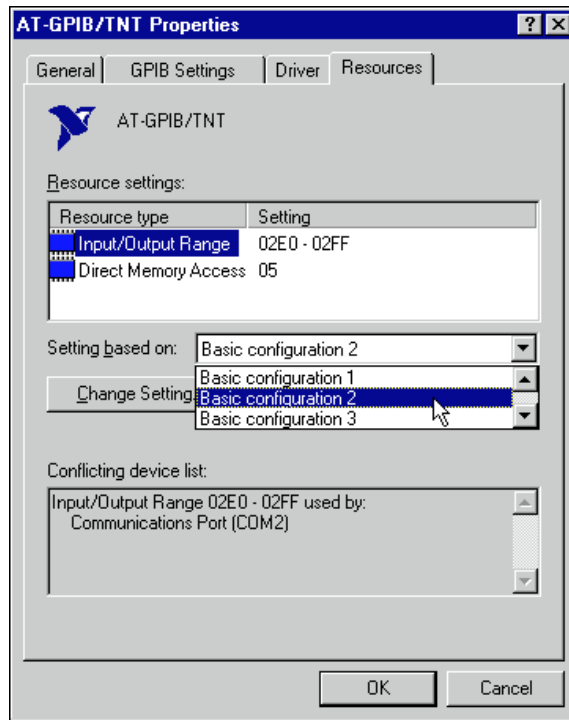 AT-GPIB/TNT Properties
General GPIB Settings Driver Resources
AT-GPIB/TNT
Resource settings:
Resource type Setting
Input/Output Range 02E0 - 02FF
Direct Memory Access 05
Setting based on: Basic configuration 2
Basic configuration 1
Change Setting. Basic configuration 2
Basic configuration 3
Conflicting device list:
Input/Output Range 02E0 - 02FF used by:
Communications Port (COM2)
OK Cancel